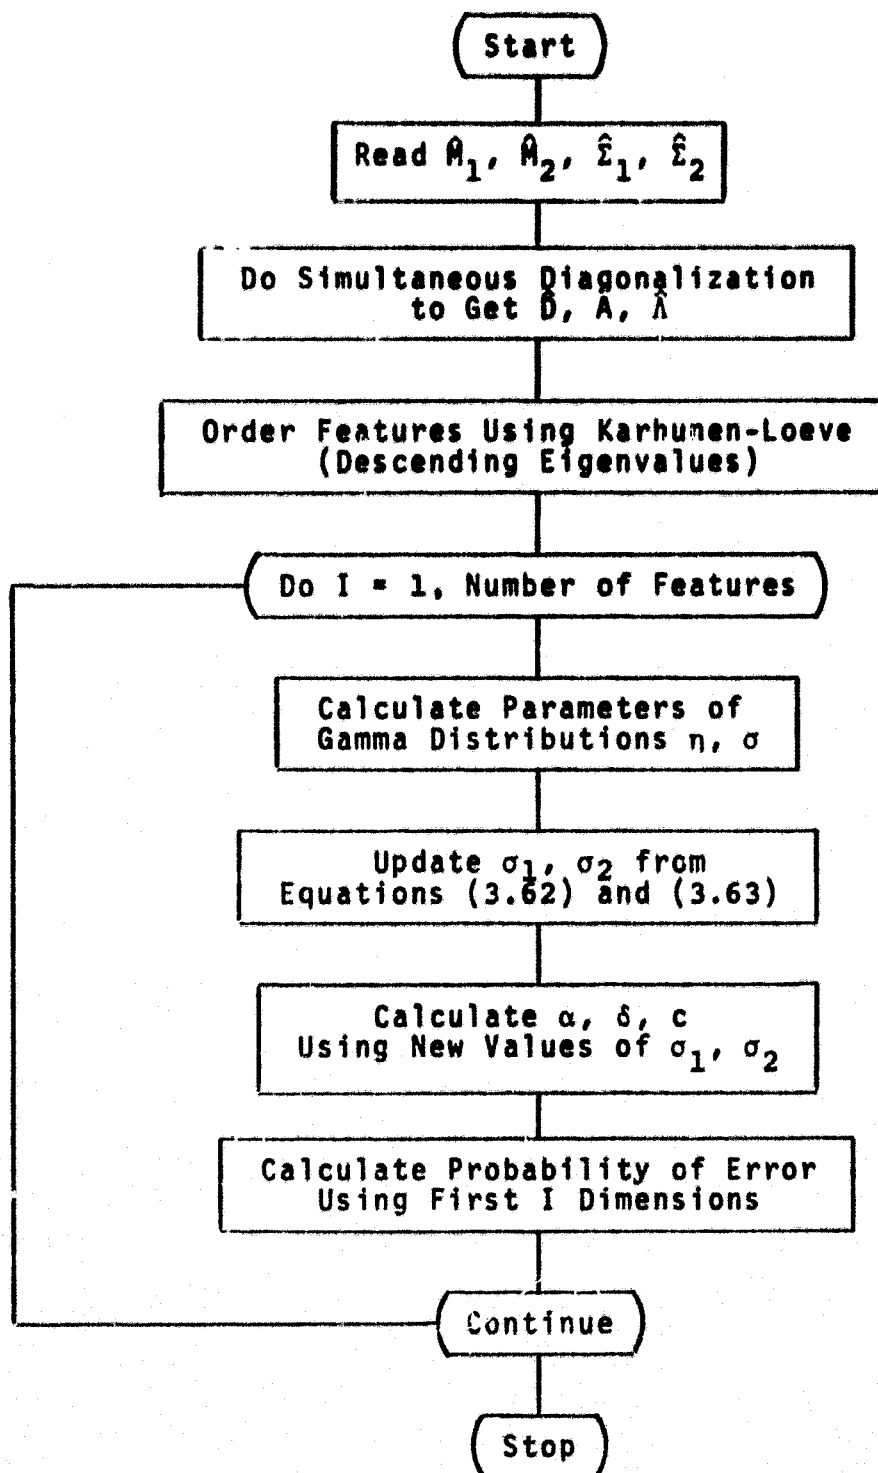 Start
Read M̂₁, M̂₂, Σ̂₁, Σ̂₂
Do Simultaneous Diagonalization
to Get D̂, Â, Λ̂
Order Features Using Karhunen-Loeve
(Descending Eigenvalues)
Do I = 1, Number of Features
Calculate Parameters of
Gamma Distributions η, σ
Update σ₁, σ₂ from
Equations (3.62) and (3.63)
Calculate α, δ, c
Using New Values of σ₁, σ₂
Calculate Probability of Error
Using First I Dimensions
Continue
Stop